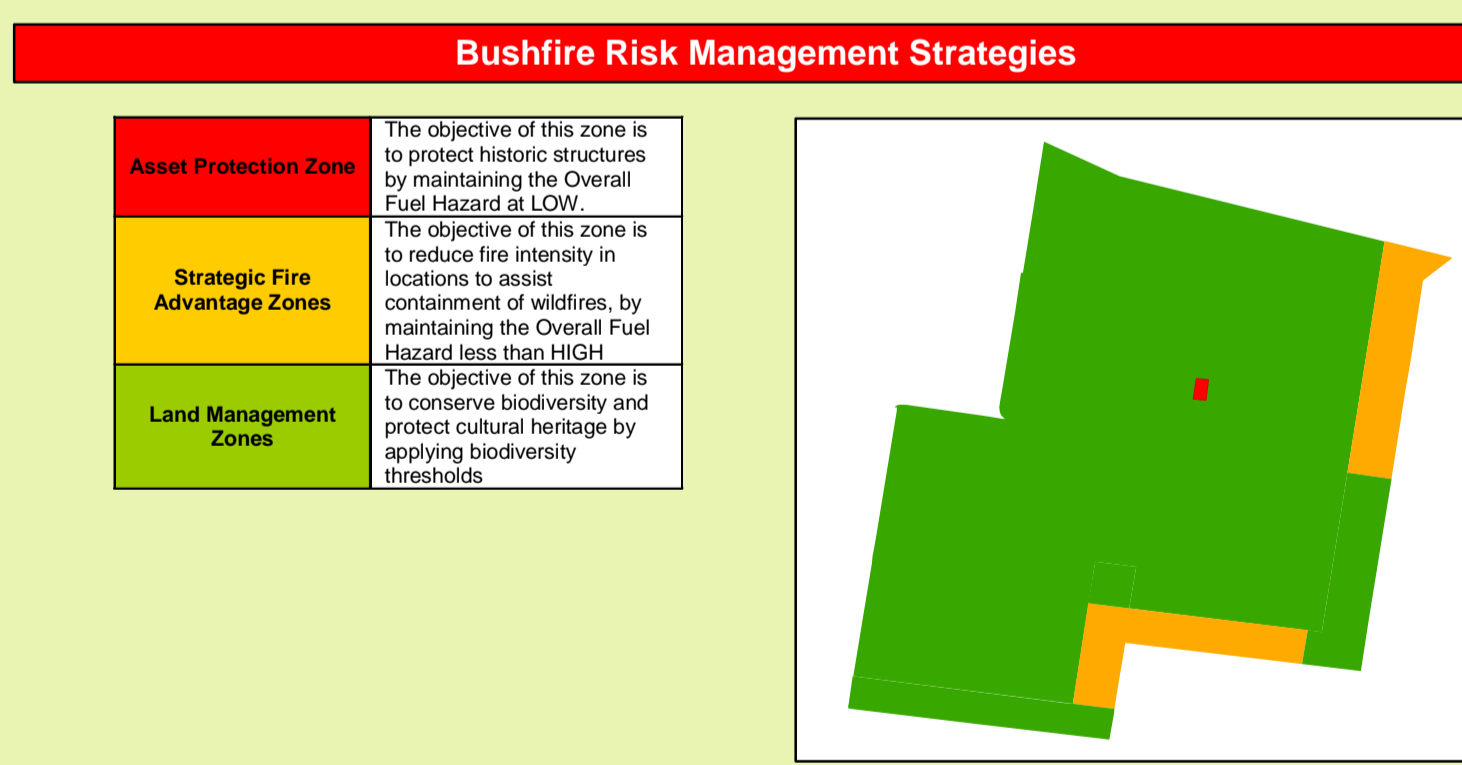 Bushfire Risk Management Strategies
Asset Protection Zone
The objective of this zone is
to protect historic structures
by maintaining the Overall
Fuel Hazard at LOW.
Strategic Fire
Advantage Zones
The objective of this zone is
to reduce fire intensity in
locations to assist
containment of wildfires, by
maintaining the Overall Fuel
Hazard less than HIGH
Land Management
Zones
The objective of this zone is
to conserve biodiversity and
protect cultural heritage by
applying biodiversity
thresholds